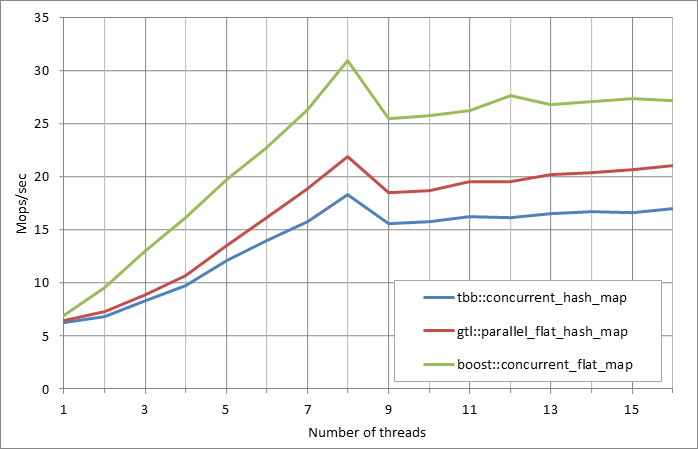 35
30
25
20
15
10
5
0
Mops/sec
tbb::concurrent_hash_map
gtl::parallel_flat_hash_map
boost::concurrent_flat_map
1 3 5 7 9 11 13 15
Number of threads